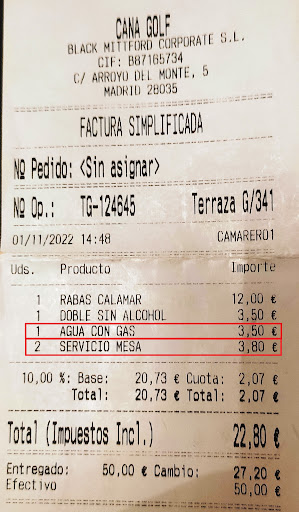 CANA GOLF
BLACK MITTFORD CORPORATE S.L.
CIF: B87165734
C/ ARROYO DEL MONTE, 5
MADRID 28035
FACTURA SIMPLIFICADA
Nº Pedido: <Sin asignar>
Nº Op.: TG-124645 Terraza G/341
01/11/2022 14:48 CAMARERO1
Uds. Producto Importe
1 RABAS CALAMAR 12,00 €
1 DOBLE SIN ALCOHOL 3,50 €
1 AGUA CON GAS 3,50 €
2 SERVICIO MESA 3,80 €
10,00 %: Base: 20,73 € Cuota: 2,07 €
Total: 20,73 € Total: 2,07 €
Total (Impuestos Incl.) 22,80 €
Entregado: 50,00 € Cambio: 27,20 €
Efectivo 50,00 €